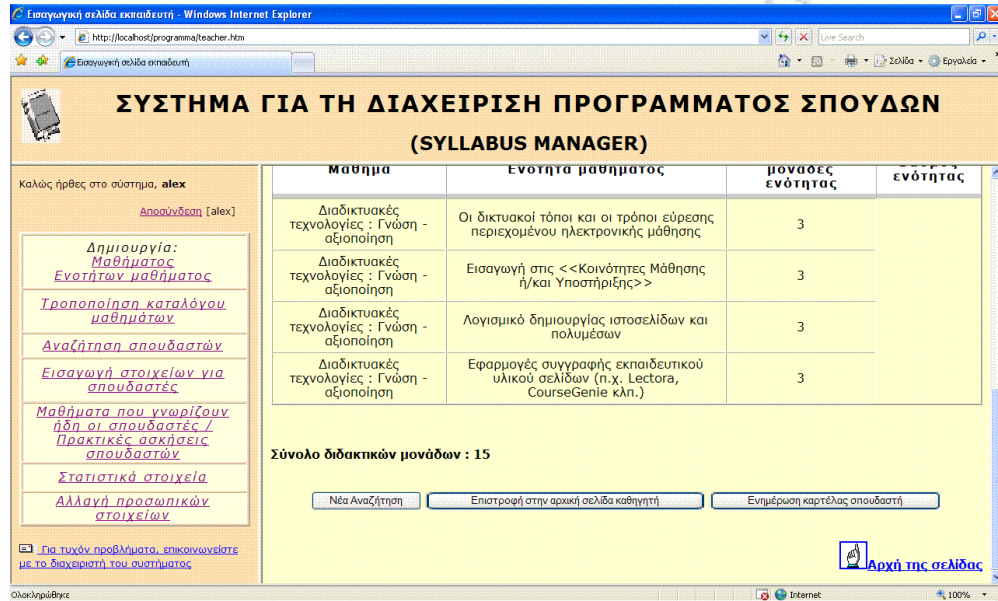 Εισαγωγική σελίδα εκπαιδευτή - Windows Internet Explorer
http://localhost/programma/teacher.htm
Live Search
Εισαγωγική σελίδα εκπαιδευτή
Σελίδα
Εργαλεία
ΣΥΣΤΗΜΑ ΓΙΑ ΤΗ ΔΙΑΧΕΙΡΙΣΗ ΠΡΟΓΡΑΜΜΑΤΟΣ ΣΠΟΥΔΩΝ
(SYLLABUS MANAGER)
Καλώς ήρθες στο σύστημα, alex
Αποσύνδεση [alex]
Δημιουργία:
Μαθήματος
Ενοτήτων μαθήματος
Τροποποίηση καταλόγου
μαθημάτων
Αναζήτηση σπουδαστών
Εισαγωγή στοιχείων για
σπουδαστές
Μαθήματα που γνωρίζουν
ήδη οι σπουδαστές /
Πρακτικές ασκήσεις
σπουδαστών
Στατιστικά στοιχεία
Αλλαγή προσωπικών
στοιχείων
Για τυχόν προβλήματα, επικοινωνείστε
με το διαχειριστή του συστήματος
Μάθημα
Ενότητα μαθήματος
μονάδες
ενότητας
ενότητας
Διαδικτυακές
τεχνολογίες : Γνώση -
αξιοποίηση
Οι δικτυακοί τόποι και οι τρόποι εύρεσης
περιεχομένου ηλεκτρονικής μάθησης
3
Διαδικτυακές
τεχνολογίες : Γνώση -
αξιοποίηση
Εισαγωγή στις <<Κοινότητες Μάθησης
ή/και Υποστήριξης>>
3
Διαδικτυακές
τεχνολογίες : Γνώση -
αξιοποίηση
Λογισμικό δημιουργίας ιστοσελίδων και
πολυμέσων
3
Διαδικτυακές
τεχνολογίες : Γνώση -
αξιοποίηση
Εφαρμογές συγγραφής εκπαιδευτικού
υλικού σελίδων (π.χ. Lectora,
CourseGenie κλπ.)
3
Σύνολο διδακτικών μονάδων : 15
Νέα Αναζήτηση
Επιστροφή στην αρχική σελίδα καθηγητή
Ενημέρωση καρτέλας σπουδαστή
Αρχή της σελίδας
Ολοκληρώθηκε
Internet
100%